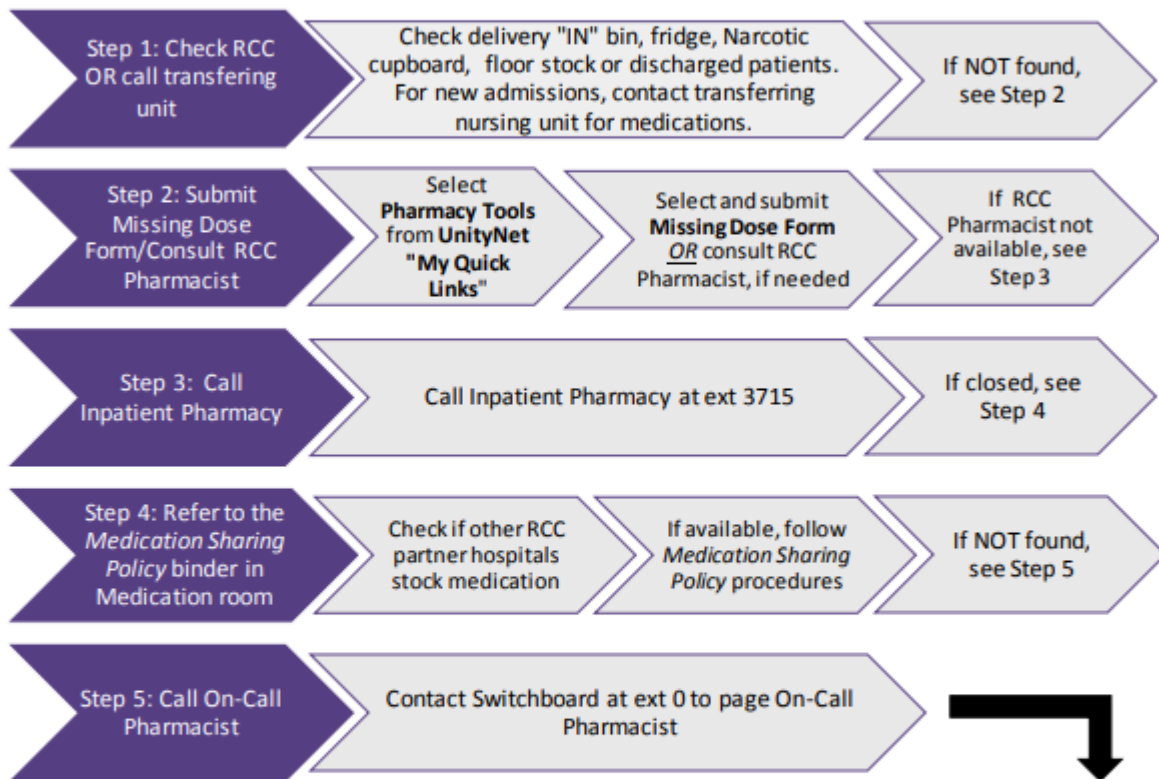 Step 1: Check RCC
OR call transfering
unit
Check delivery "IN" bin, fridge, Narcotic
cupboard, floor stock or discharged patients.
For new admissions, contact transferring
nursing unit for medications.
If NOT found,
see Step 2
Step 2: Submit
Missing Dose
Form/Consult RCC
Pharmacist
Select
Pharmacy Tools
from UnityNet
"My Quick
Links"
Select and submit
Missing Dose Form
OR consult RCC
Pharmacist, if needed
If RCC
Pharmacist not
available, see
Step 3
Step 3: Call
Inpatient Pharmacy
Call Inpatient Pharmacy at ext 3715
If closed, see
Step 4
Step 4: Refer to the
Medication Sharing
Policy binder in
Medication room
Check if other RCC
partner hospitals
stock medication
If available, follow
Medication Sharing
Policy procedures
If NOT found,
see Step 5
Step 5: Call On-Call
Pharmacist
Contact Switchboard at ext 0 to page On-Call
Pharmacist